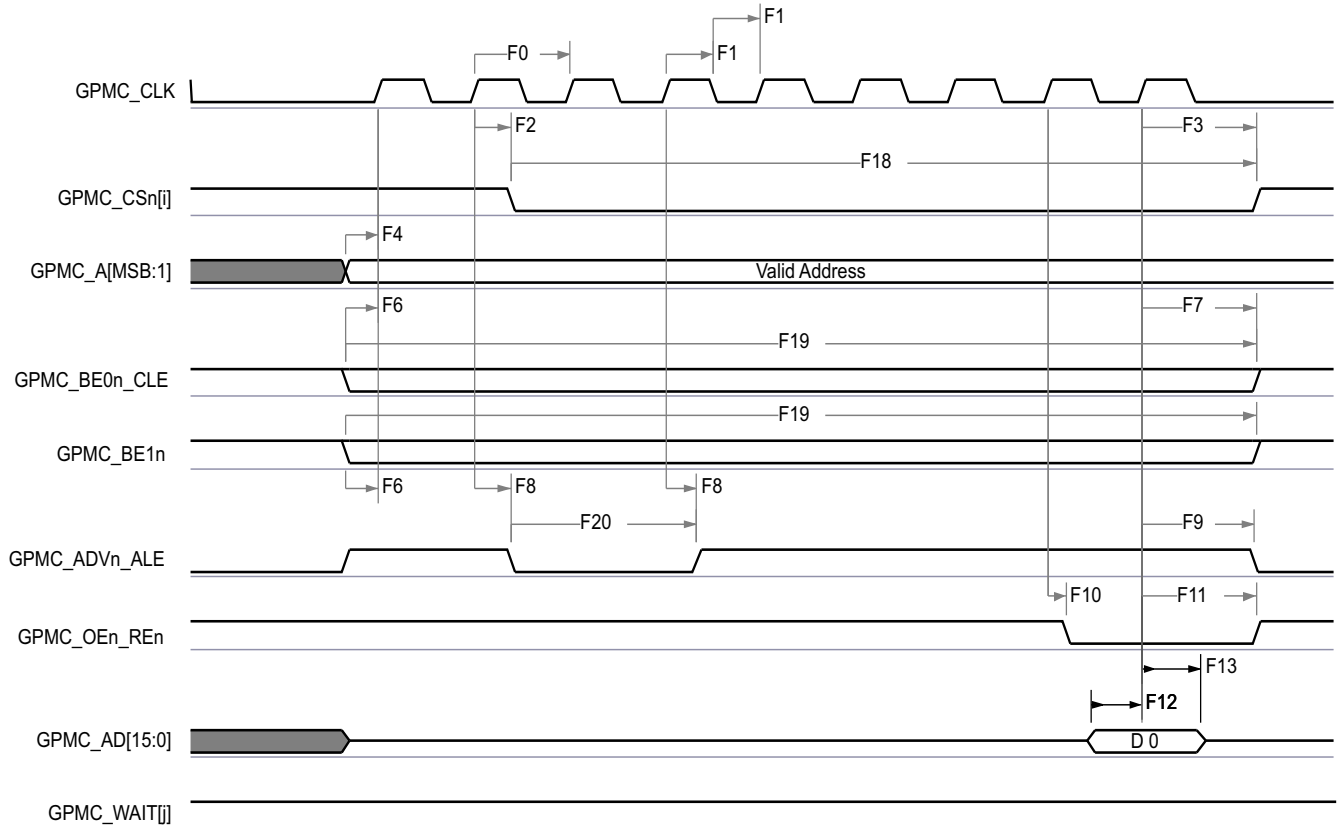 F1
F0
F1
GPMC_CLK
F2
F3
F18
GPMC_CSn[i]
F4
GPMC_A[MSB:1]
Valid Address
F6
F7
F19
GPMC_BE0n_CLE
F19
GPMC_BE1n
F6
F8
F8
F20
F9
GPMC_ADVn_ALE
F10
F11
GPMC_OEn_REn
F13
F12
GPMC_AD[15:0]
D 0
GPMC_WAIT[j]